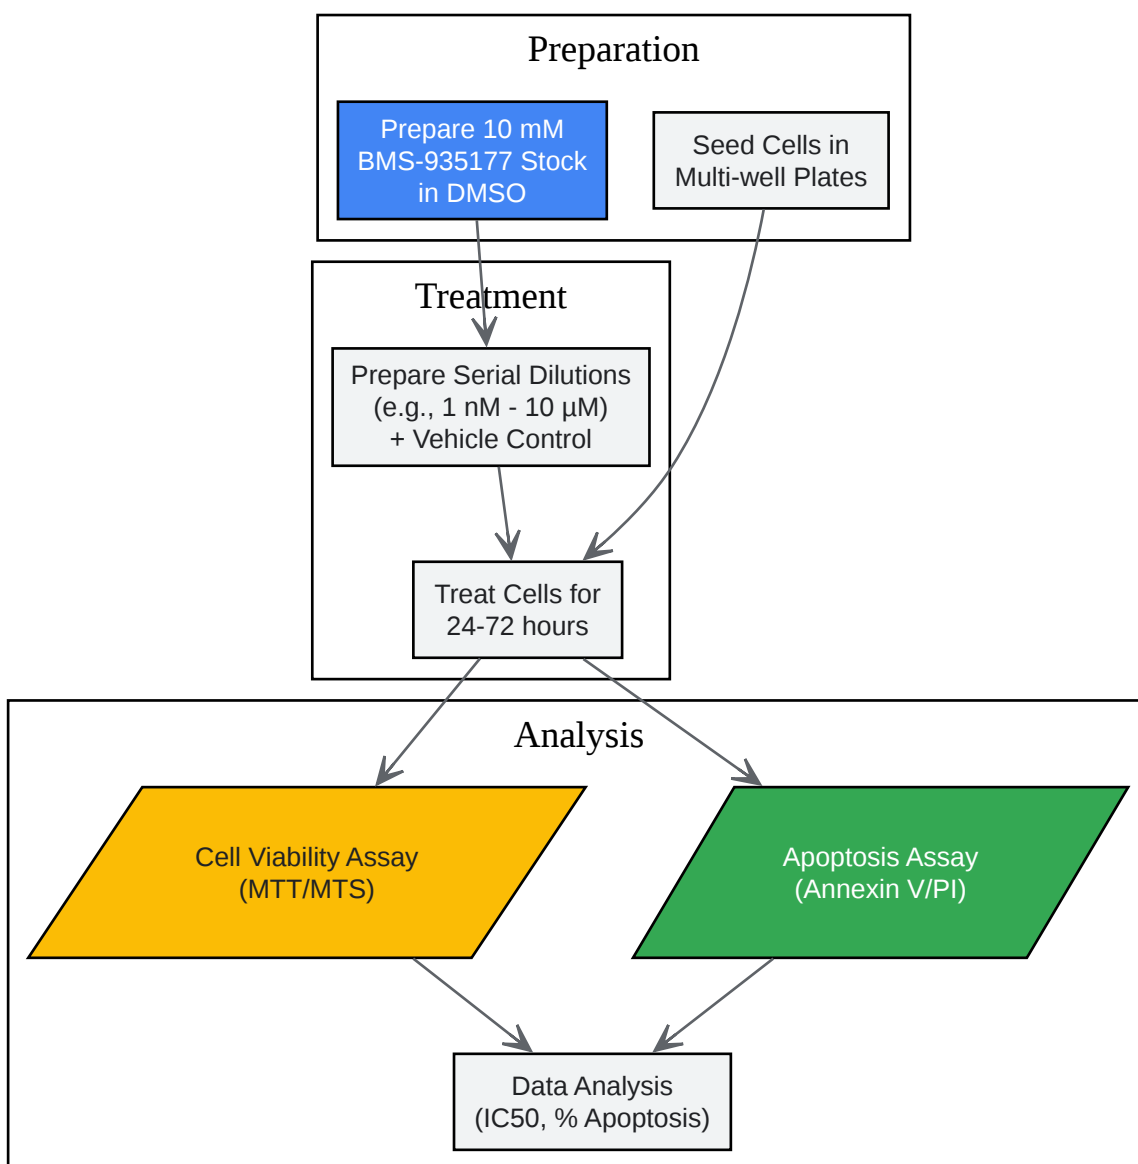 Preparation
Prepare 10 mM
BMS-935177 Stock
in DMSO
Seed Cells in
Multi-well Plates
Treatment
Prepare Serial Dilutions
(e.g., 1 nM - 10 µM)
+ Vehicle Control
Treat Cells for
24-72 hours
Analysis
Cell Viability Assay
(MTT/MTS)
Apoptosis Assay
(Annexin V/PI)
Data Analysis
(IC50, % Apoptosis)